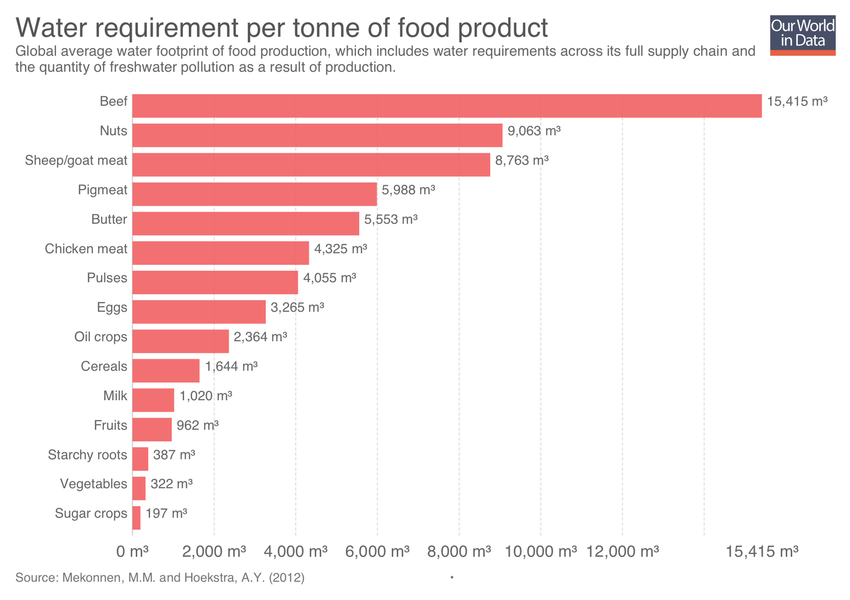 Water requirement per tonne of food product
Our World
in Data
Global average water footprint of food production, which includes water requirements across its full supply chain and
the quantity of freshwater pollution as a result of production.
Beef 15,415 m³
Nuts 9,063 m³
Sheep/goat meat 8,763 m³
Pigmeat 5,988 m³
Butter 5,553 m³
Chicken meat 4,325 m³
Pulses 4,055 m³
Eggs 3,265 m³
Oil crops 2,364 m³
Cereals 1,644 m³
Milk 1,020 m³
Fruits 962 m³
Starchy roots 387 m³
Vegetables 322 m³
Sugar crops 197 m³
0 m³ 2,000 m³ 4,000 m³ 6,000 m³ 8,000 m³ 10,000 m³ 12,000 m³ 15,415 m³
Source: Mekonnen, M.M. and Hoekstra, A.Y. (2012) •